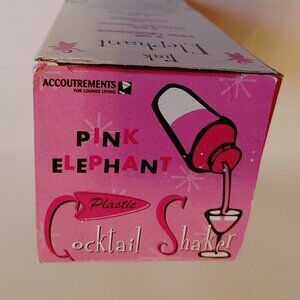 Pink
Elephant
ACCOUTREMENTS
FOR LOUNGE LIVING
PINK
ELEPHANT
Plastic
Cocktail Shaker